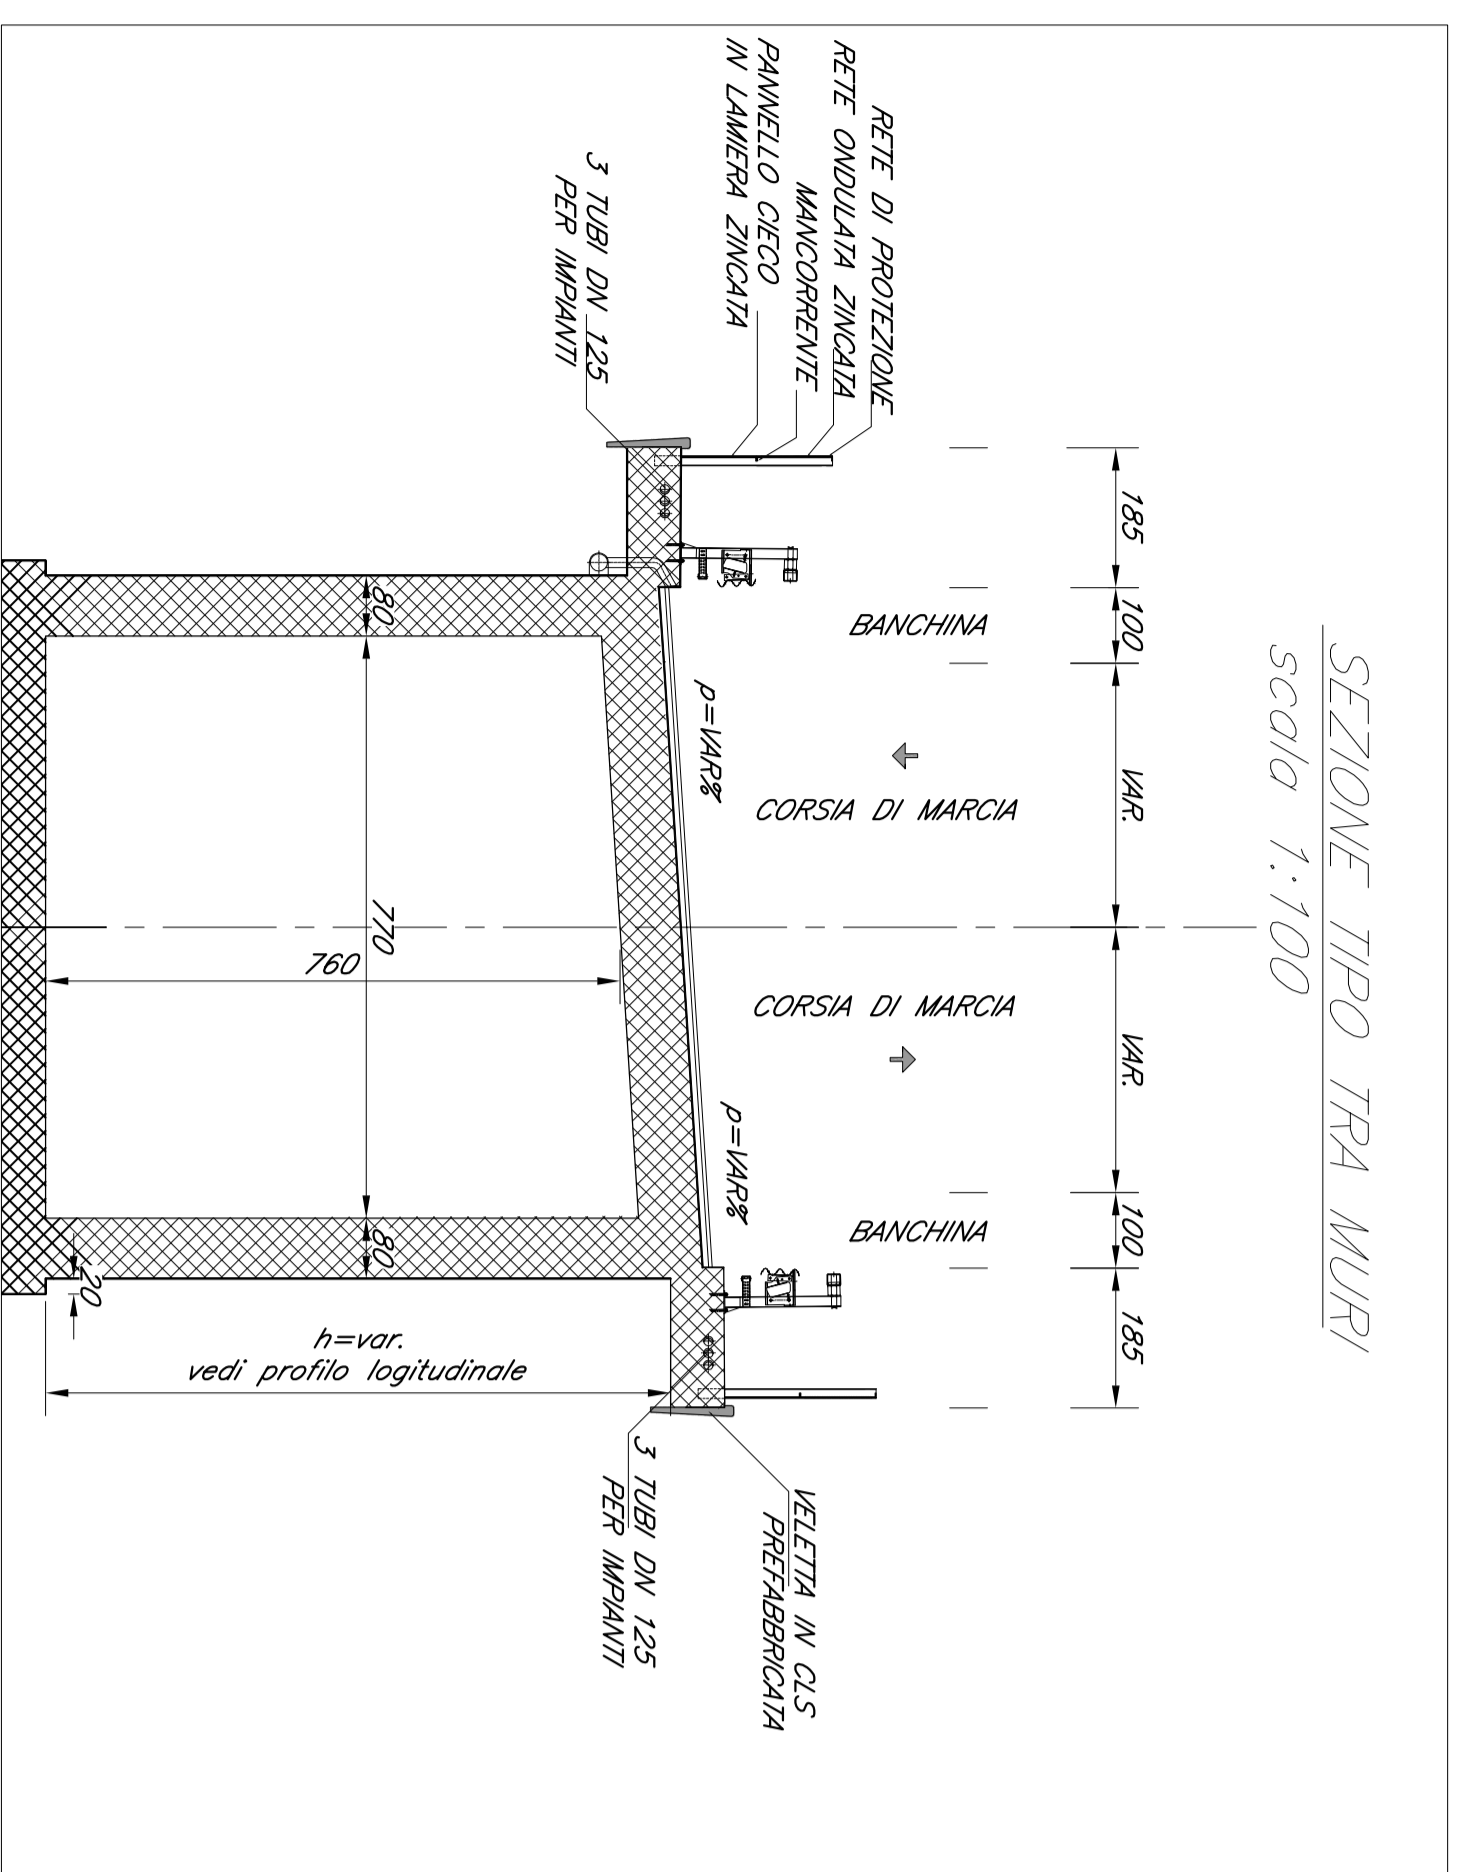 SEZIONE TIPO TRA MURI
scala 1:100
185
100
VAR.
VAR.
100
185
BANCHINA
CORSIA DI MARCIA
CORSIA DI MARCIA
BANCHINA
RETE DI PROTEZIONE
RETE ONDULATA ZINCATA
MANCORRENTE
PANNELLO CIECO
IN LAMIERA ZINCATA
3 TUBI DN 125
PER IMPIANTI
p=VAR%
p=VAR%
VELETTA IN CLS
PREFABBRICATA
3 TUBI DN 125
PER IMPIANTI
80
770
80
760
h=var.
vedi profilo logitudinale
20